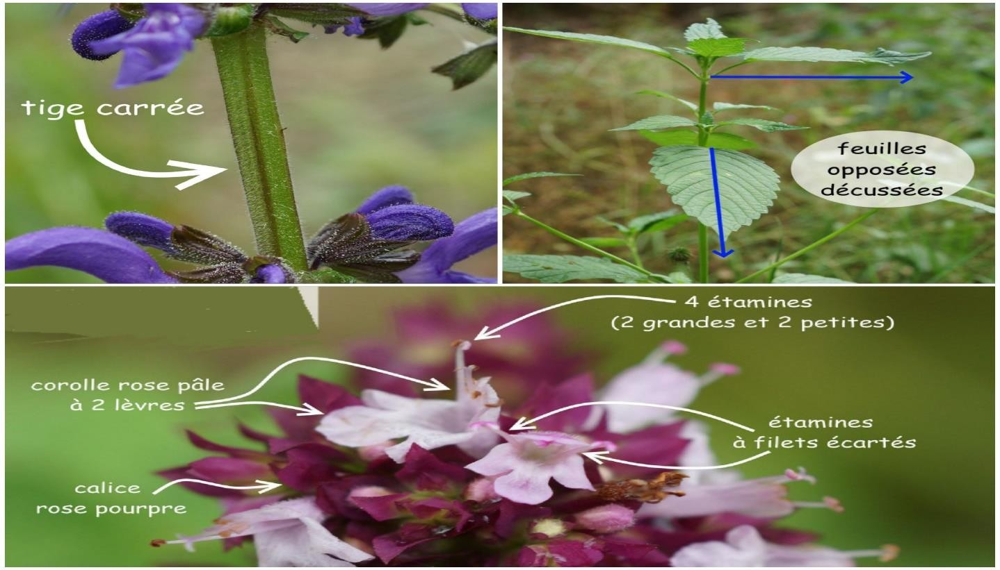 tige carrée
feuilles
opposées
décussées
4 étamines
(2 grandes et 2 petites)
corolle rose pâle
à 2 lèvres
étamines
à filets écartés
calice
rose pourpre